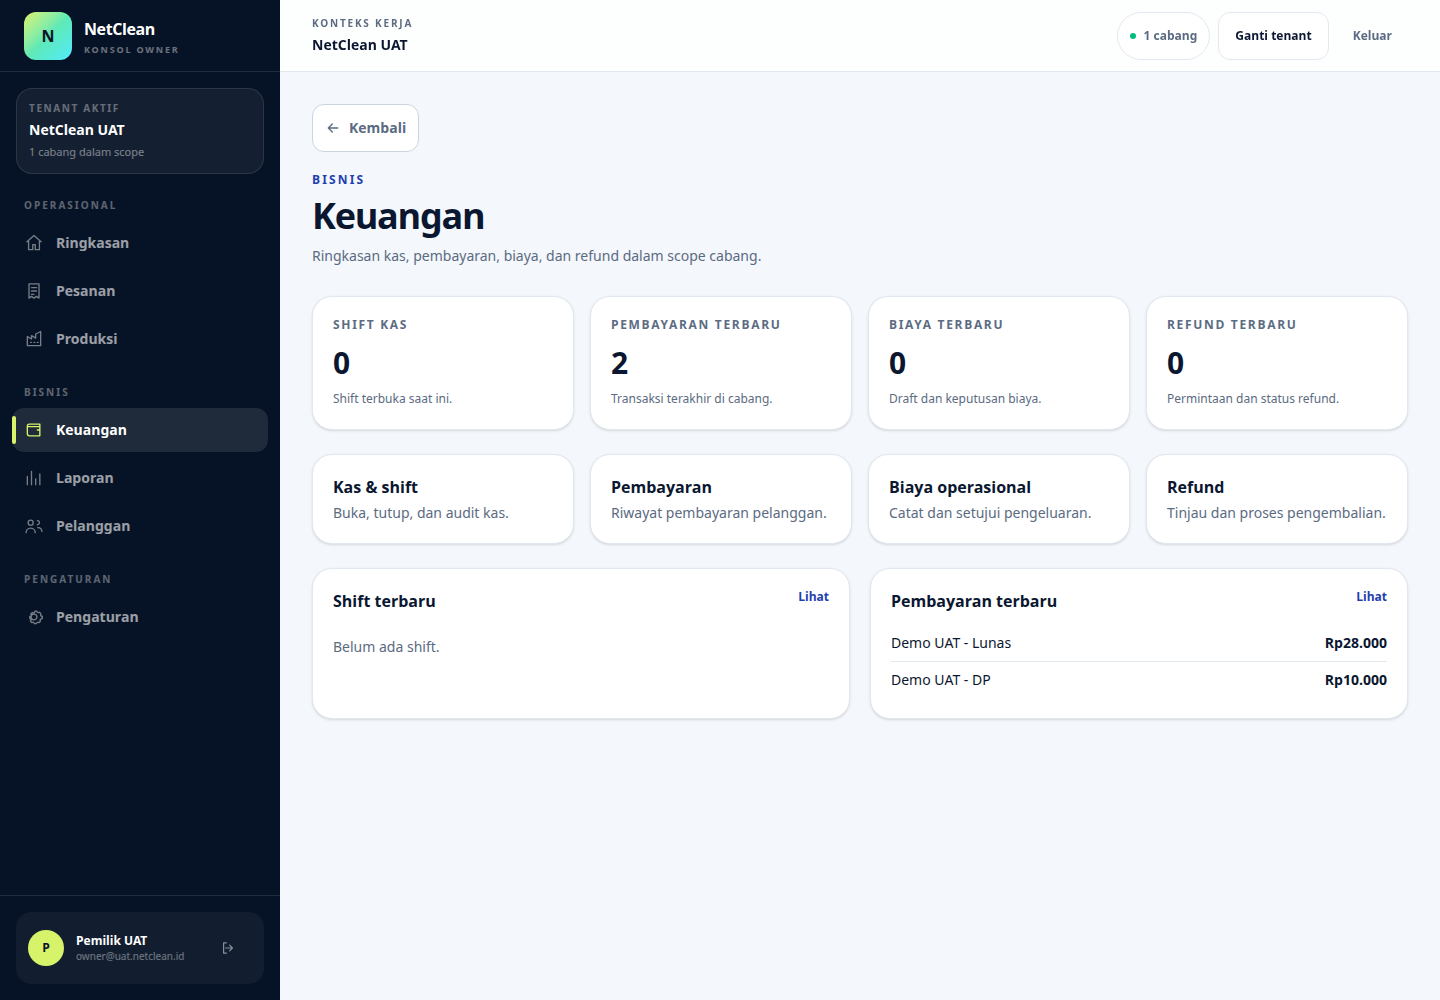 N
NetClean
KONSOL OWNER
TENANT AKTIF
NetClean UAT
1 cabang dalam scope
OPERASIONAL
Ringkasan
Pesanan
Produksi
BISNIS
Keuangan
Laporan
Pelanggan
PENGATURAN
Pengaturan
P
Pemilik UAT
owner@uat.netclean.id
KONTEKS KERJA
NetClean UAT
1 cabang
Ganti tenant
Keluar
← Kembali
BISNIS
Keuangan
Ringkasan kas, pembayaran, biaya, dan refund dalam scope cabang.
SHIFT KAS
0
Shift terbuka saat ini.
PEMBAYARAN TERBARU
2
Transaksi terakhir di cabang.
BIAYA TERBARU
0
Draft dan keputusan biaya.
REFUND TERBARU
0
Permintaan dan status refund.
Kas & shift
Buka, tutup, dan audit kas.
Pembayaran
Riwayat pembayaran pelanggan.
Biaya operasional
Catat dan setujui pengeluaran.
Refund
Tinjau dan proses pengembalian.
Shift terbaru
Lihat
Belum ada shift.
Pembayaran terbaru
Lihat
Demo UAT - Lunas Rp28.000
Demo UAT - DP Rp10.000